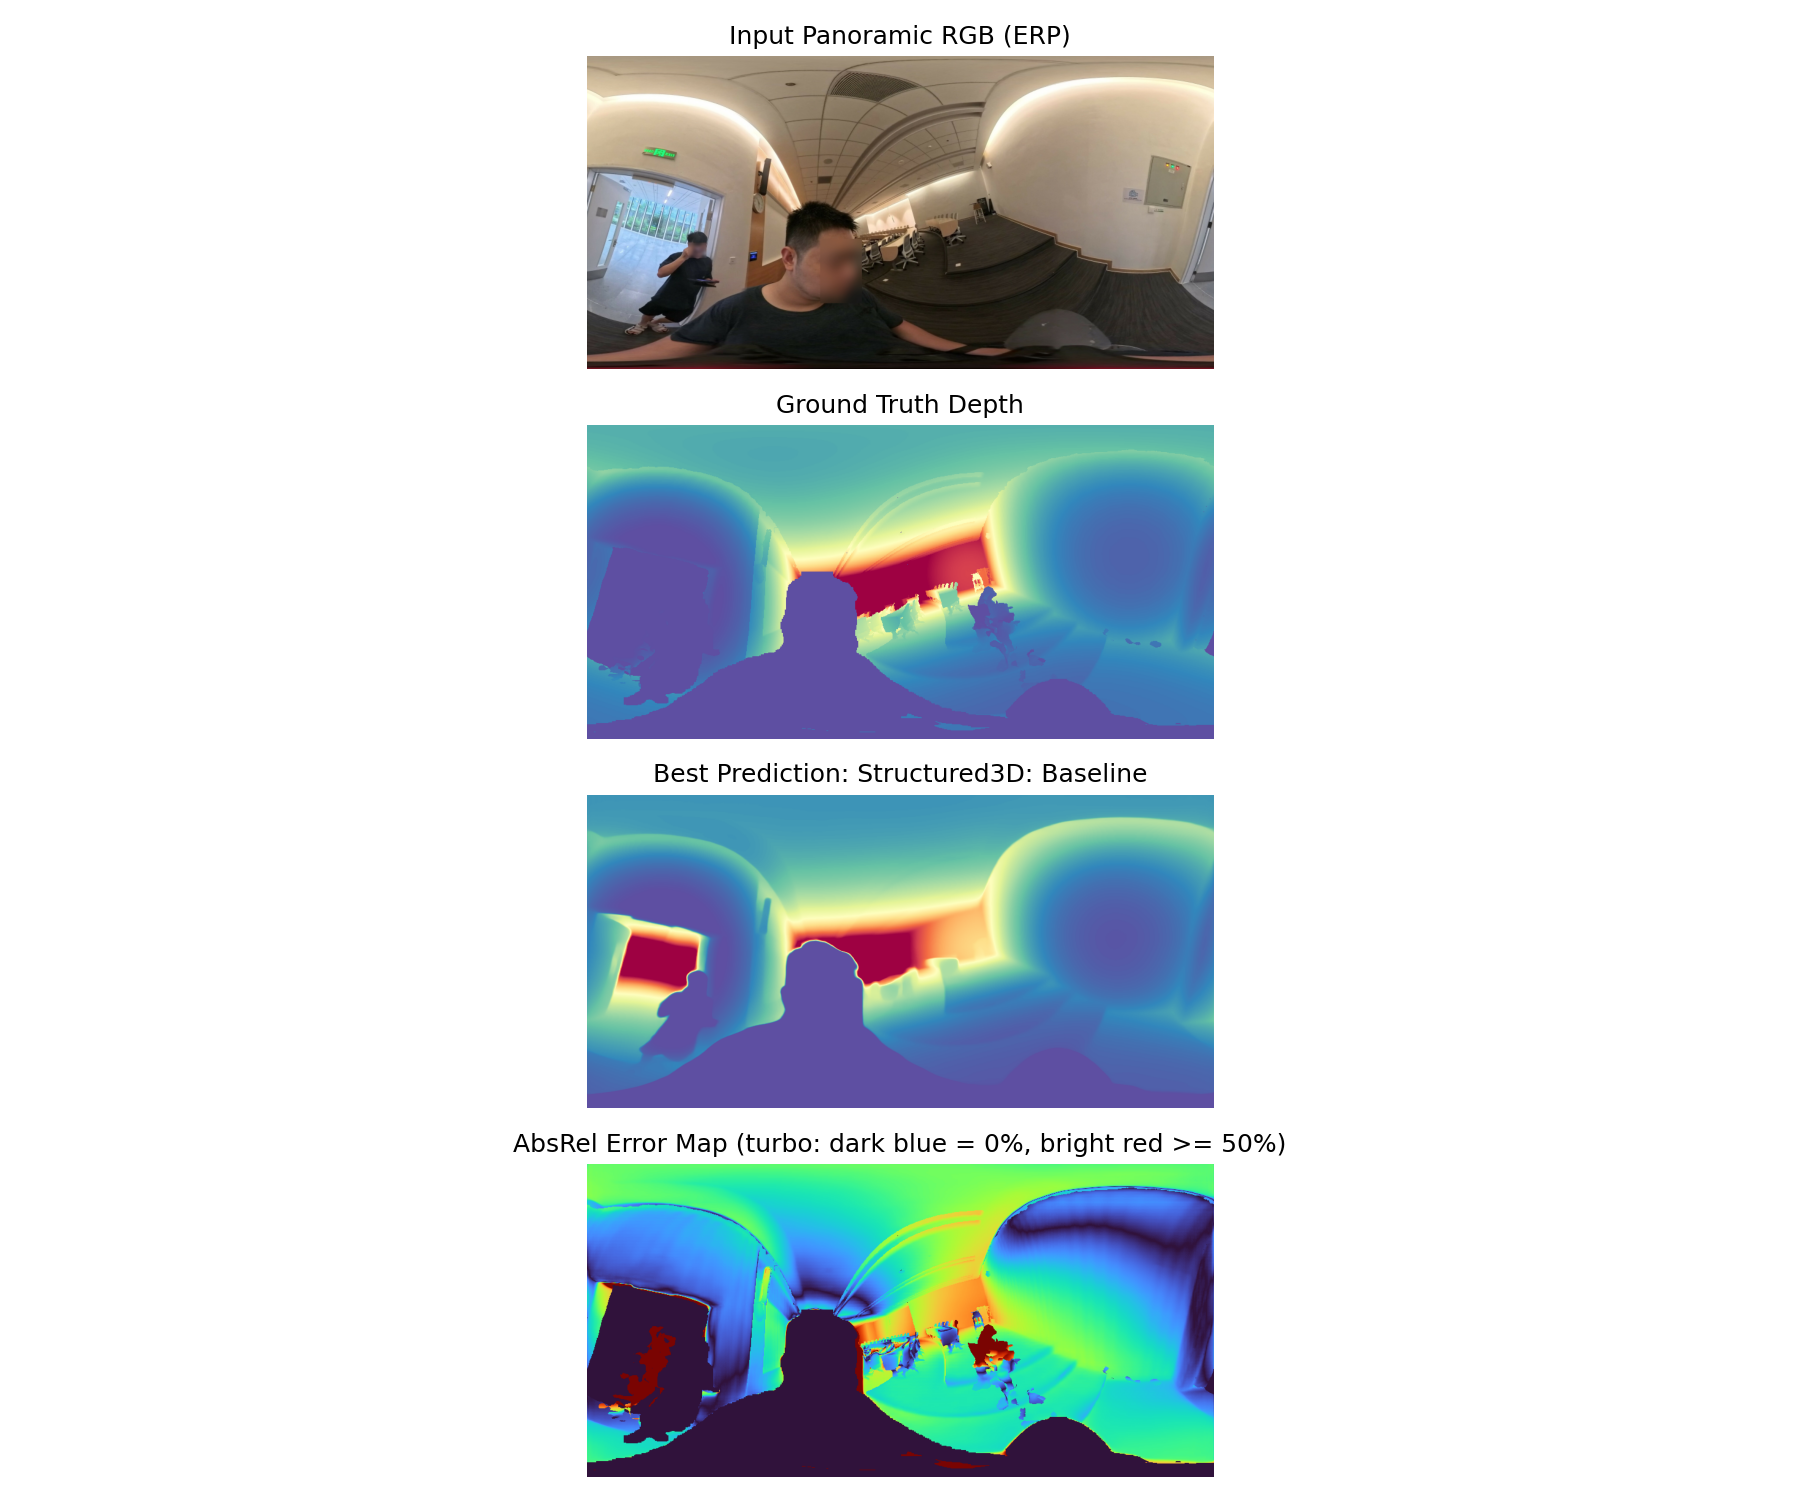 Input Panoramic RGB (ERP)
Ground Truth Depth
Best Prediction: Structured3D: Baseline
AbsRel Error Map (turbo: dark blue = 0%, bright red >= 50%)